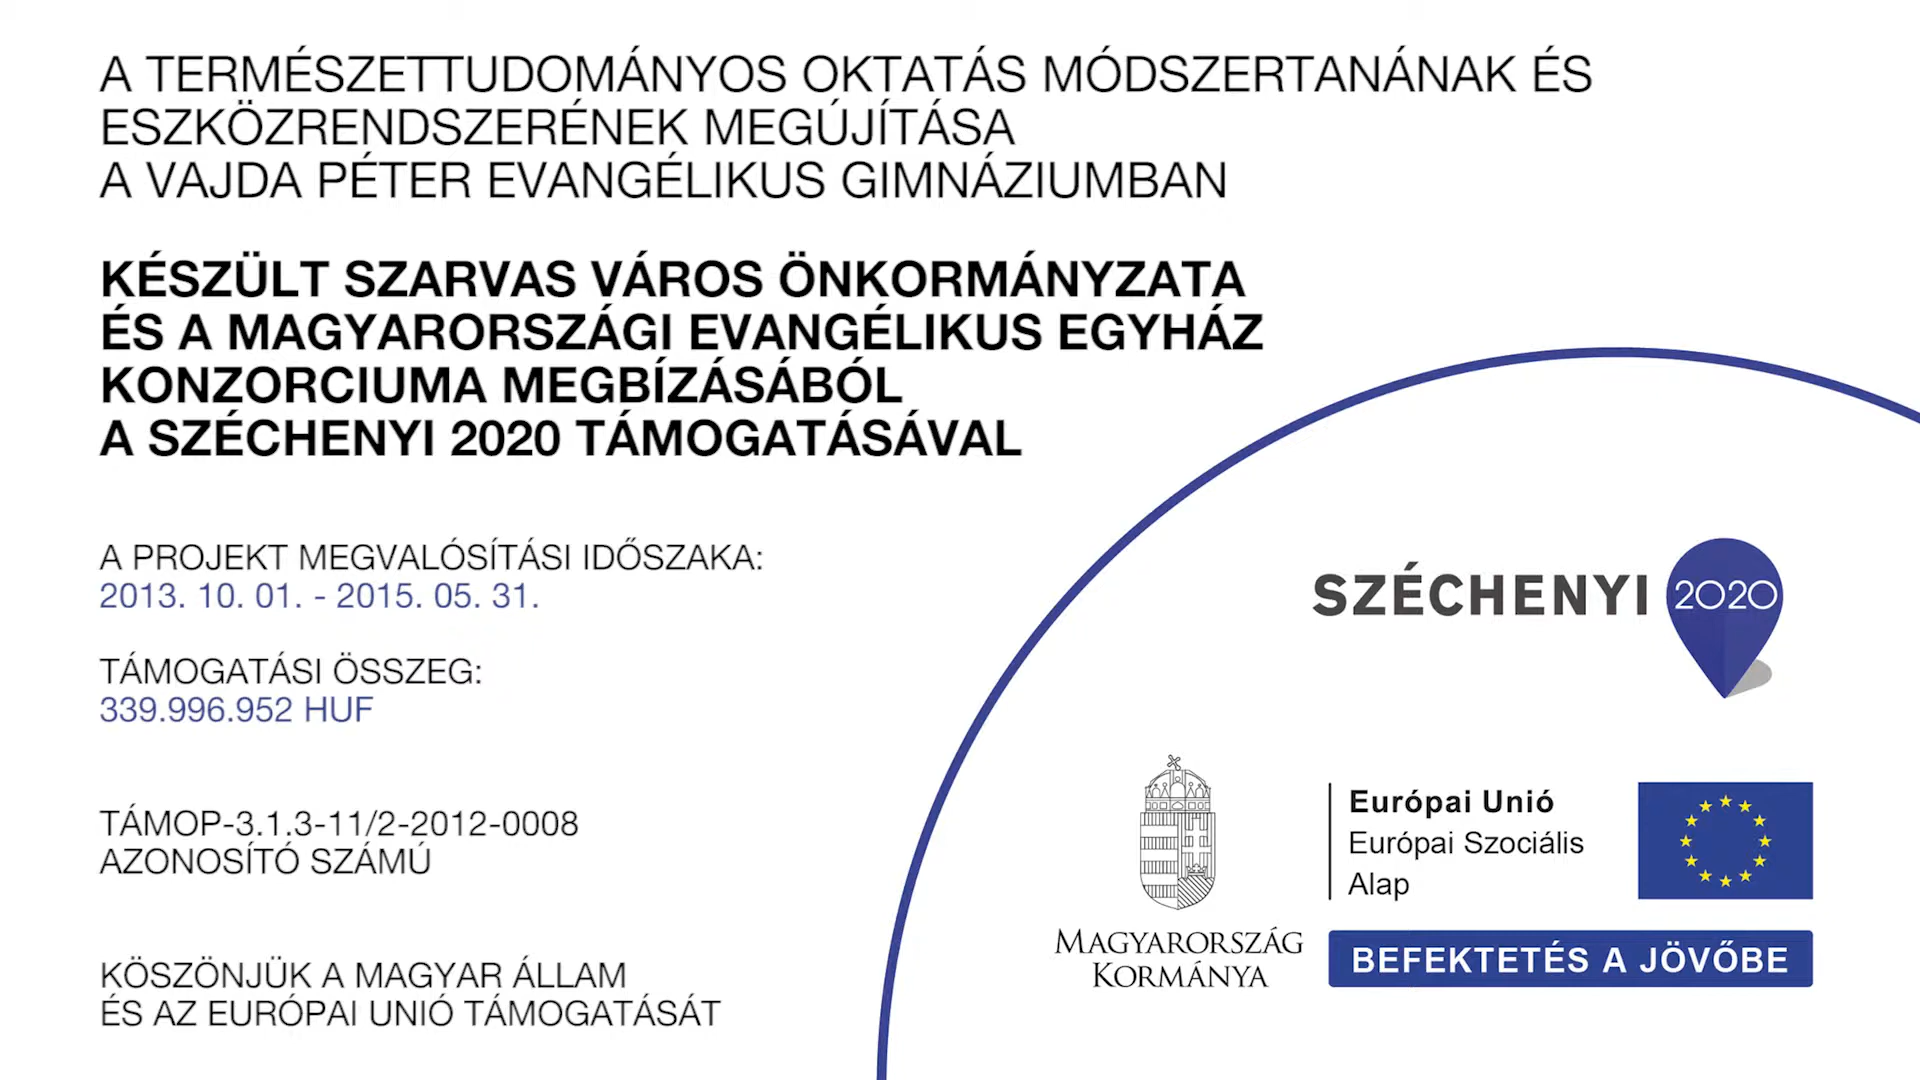 A TERMÉSZETTUDOMÁNYOS OKTATÁS MÓDSZERTANÁNAK ÉS
ESZKÖZRENDSZERÉNEK MEGÚJÍTÁSA
A VAJDA PÉTER EVANGÉLIKUS GIMNÁZIUMBAN
KÉSZÜLT SZARVAS VÁROS ÖNKORMÁNYZATA
ÉS A MAGYARORSZÁGI EVANGÉLIKUS EGYHÁZ
KONZORCIUMA MEGBÍZÁSÁBÓL
A SZÉCHENYI 2020 TÁMOGATÁSÁVAL
A PROJEKT MEGVALÓSÍTÁSI IDŐSZAKA:
2013. 10. 01. - 2015. 05. 31.
TÁMOGATÁSI ÖSSZEG:
339.996.952 HUF
TÁMOP-3.1.3-11/2-2012-0008
AZONOSÍTÓ SZÁMÚ
KÖSZÖNJÜK A MAGYAR ÁLLAM
ÉS AZ EURÓPAI UNIÓ TÁMOGATÁSÁT
SZÉCHENYI 2020
MAGYARORSZÁG
KORMÁNYA
Európai Unió
Európai Szociális
Alap
BEFEKTETÉS A JÖVŐBE